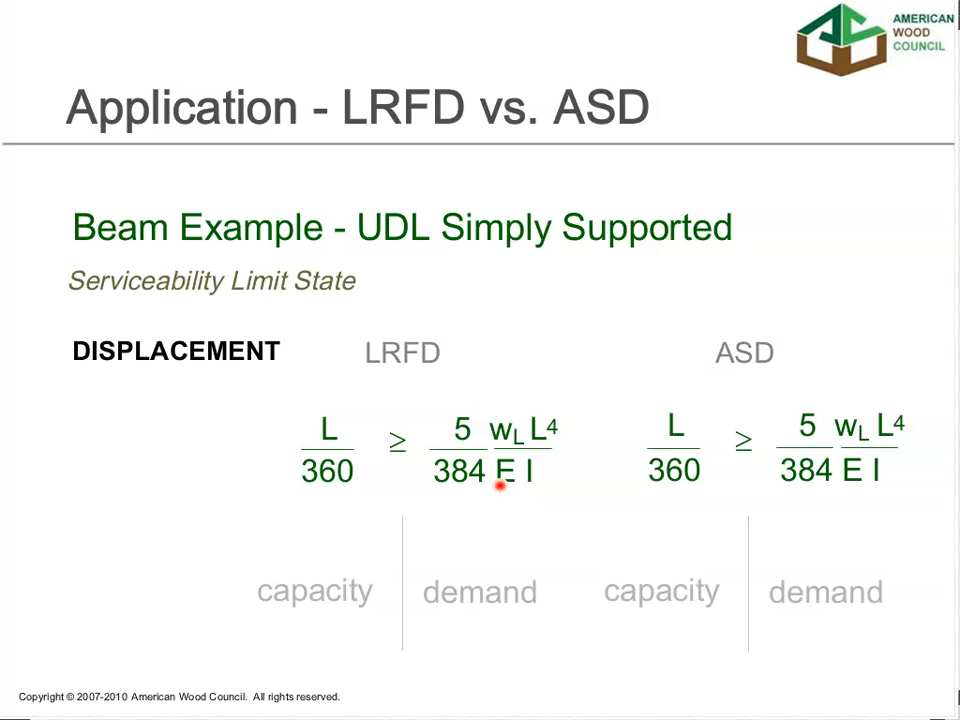 AMERICAN
WOOD
COUNCIL
Application - LRFD vs. ASD
Beam Example - UDL Simply Supported
Serviceability Limit State
DISPLACEMENT LRFD ASD
L ≥ 5 wL L4 L ≥ 5 wL L4
360 384 E I 360 384 E I
capacity demand capacity demand
Copyright © 2007-2010 American Wood Council. All rights reserved.